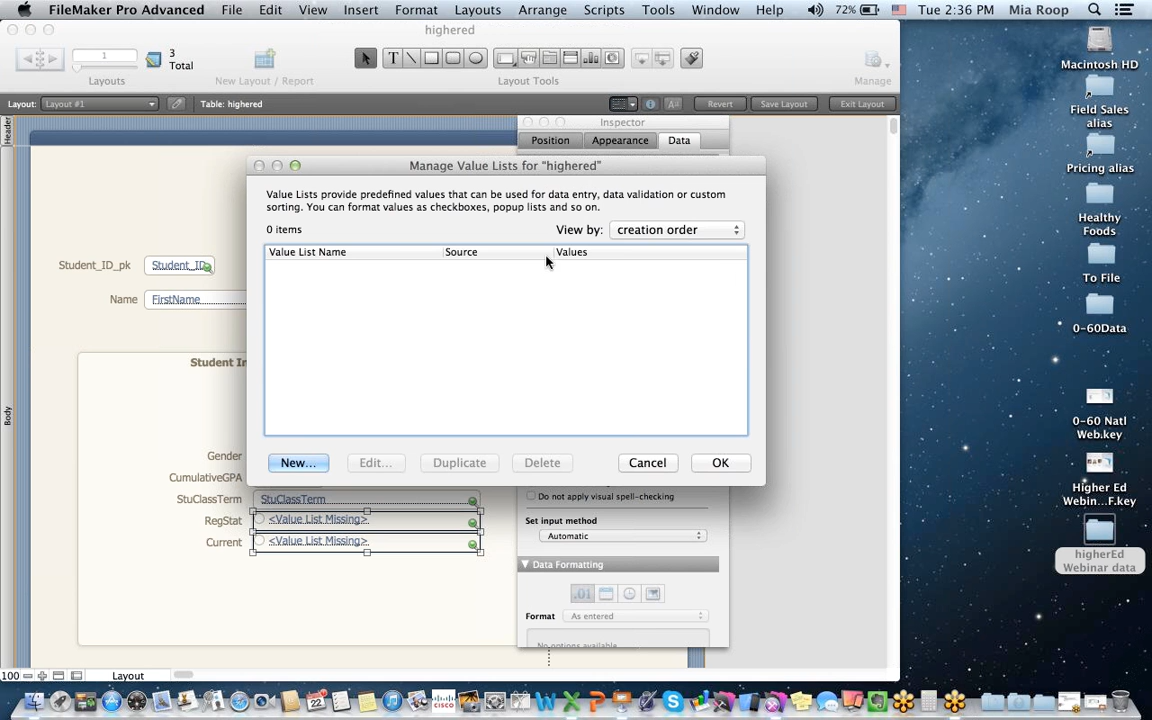 FileMaker Pro Advanced File Edit View Insert Format Layouts Arrange Scripts Tools Window Help 72% Tue 2:36 PM Mia Roop
highered
1
3
Total
Layouts
New Layout / Report
Layout Tools
Manage
Layout: Layout #1 Table: highered Revert Save Layout Exit Layout
Header
Inspector
Position Appearance Data
Manage Value Lists for "highered"
Value Lists provide predefined values that can be used for data entry, data validation or custom
sorting. You can format values as checkboxes, popup lists and so on.
0 items View by: creation order
Value List Name Source Values
New... Edit... Duplicate Delete Cancel OK
Student_ID_pk Student_ID
Name FirstName
Body
Gender
CumulativeGPA
StuClassTerm StuClassTerm
RegStat <Value List Missing>
Current <Value List Missing>
Do not apply visual spell-checking
Set input method
Automatic
Data Formatting
Format As entered
No options available
100 Layout
Macintosh HD
Field Sales
alias
Pricing alias
Healthy
Foods
To File
0-60Data
0-60 Natl
Web.key
Higher Ed
Webin...F.key
higherEd
Webinar data